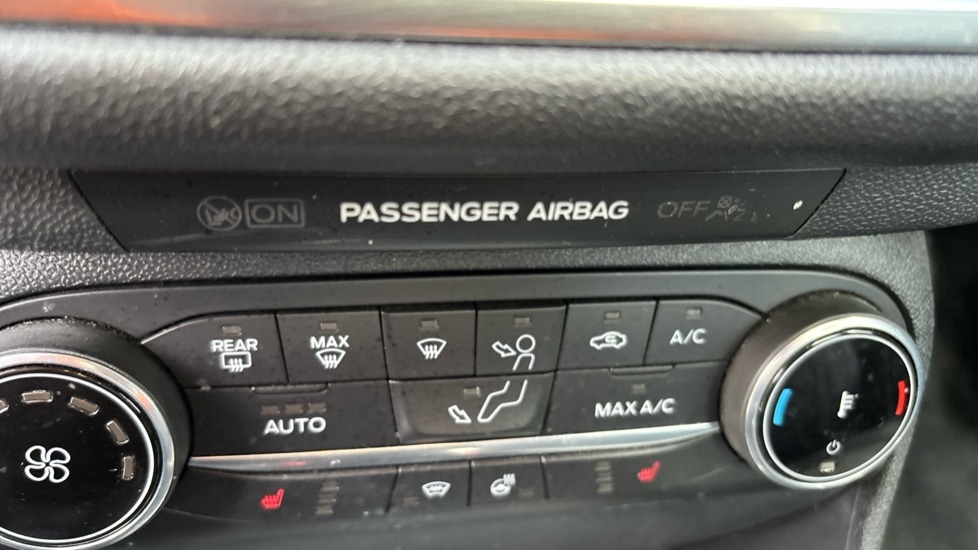 ON PASSENGER AIRBAG OFF
REAR
MAX
A/C
AUTO
MAX A/C